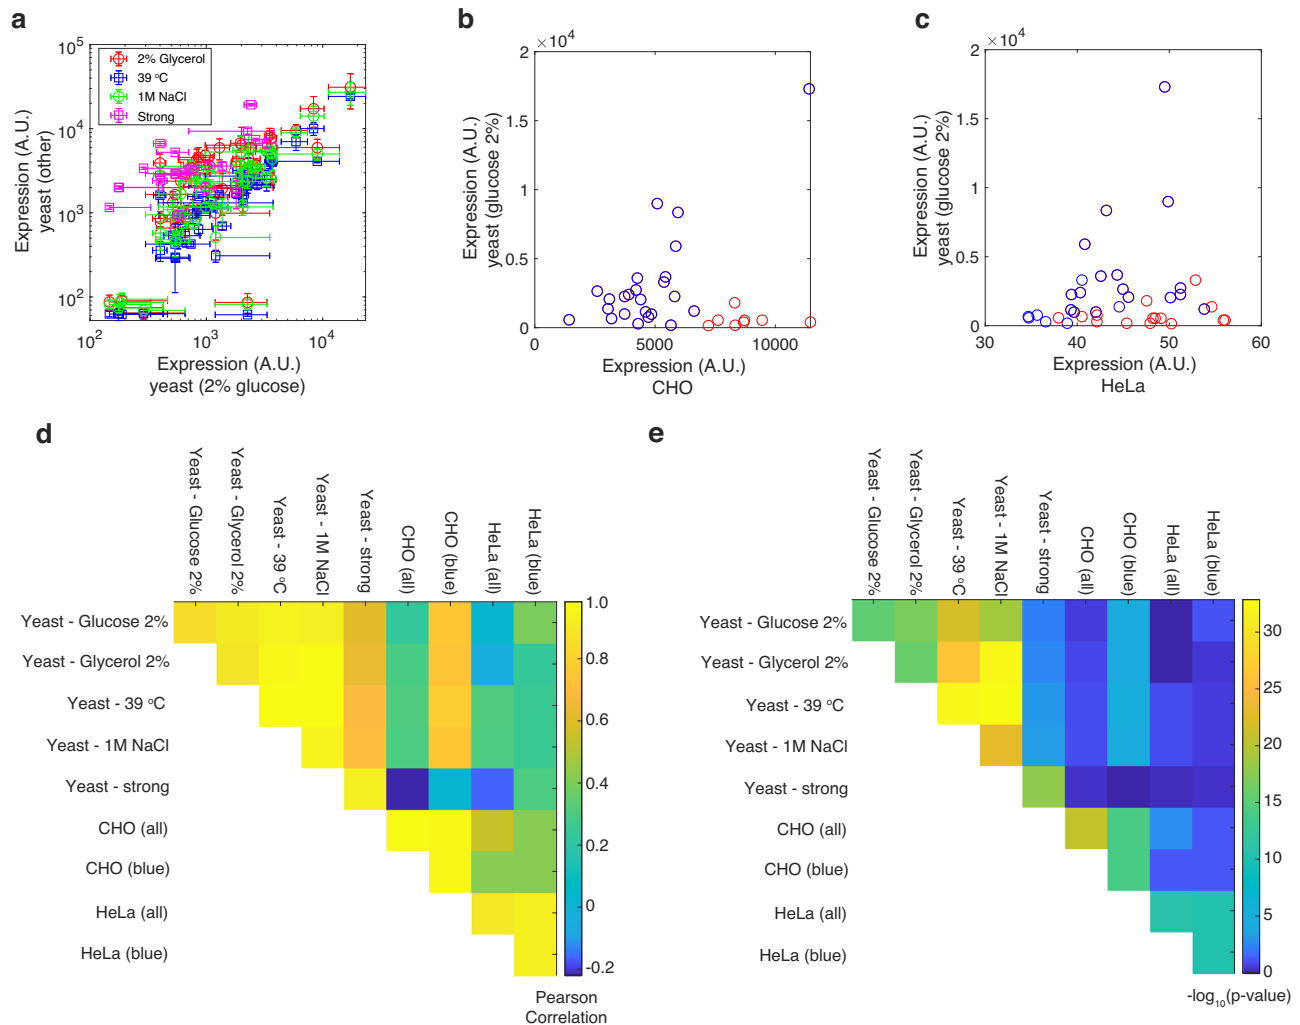 a
10^5
10^4
10^3
10^2
10^2
10^3
10^4
2% Glycerol
39 °C
1M NaCl
Strong
Expression (A.U.)
yeast (other)
Expression (A.U.)
yeast (2% glucose)
b
×10^4
2
1.5
1
0.5
0
0
5000
10000
Expression (A.U.)
yeast (glucose 2%)
Expression (A.U.)
CHO
c
×10^4
2
1.5
1
0.5
0
30
40
50
60
Expression (A.U.)
yeast (glucose 2%)
Expression (A.U.)
HeLa
d
Yeast - Glucose 2%
Yeast - Glycerol 2%
Yeast - 39 °C
Yeast - 1M NaCl
Yeast - strong
CHO (all)
CHO (blue)
HeLa (all)
HeLa (blue)
Yeast - Glucose 2%
Yeast - Glycerol 2%
Yeast - 39 °C
Yeast - 1M NaCl
Yeast - strong
CHO (all)
CHO (blue)
HeLa (all)
HeLa (blue)
1.0
0.8
0.6
0.4
0.2
0
-0.2
Pearson
Correlation
e
Yeast - Glucose 2%
Yeast - Glycerol 2%
Yeast - 39 °C
Yeast - 1M NaCl
Yeast - strong
CHO (all)
CHO (blue)
HeLa (all)
HeLa (blue)
Yeast - Glucose 2%
Yeast - Glycerol 2%
Yeast - 39 °C
Yeast - 1M NaCl
Yeast - strong
CHO (all)
CHO (blue)
HeLa (all)
HeLa (blue)
30
25
20
15
10
5
0
-log₁₀(p-value)